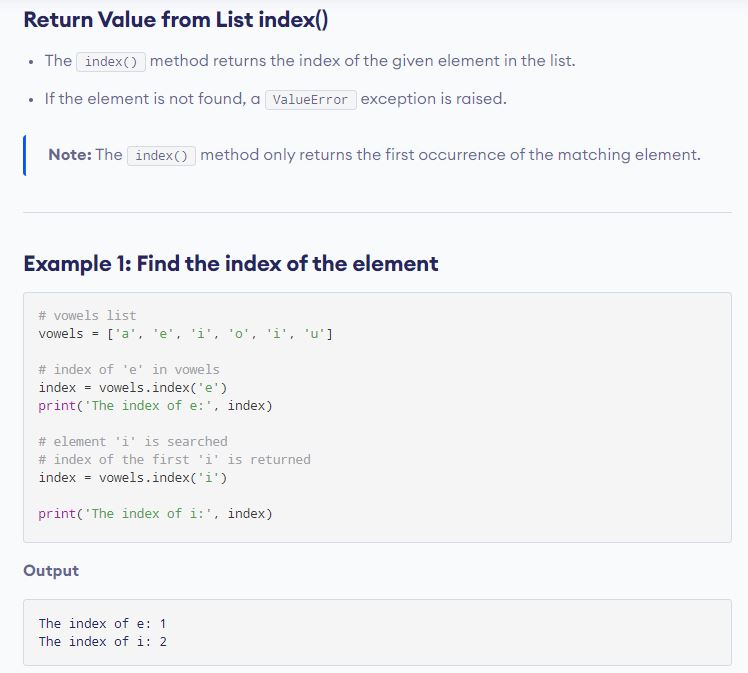 Return Value from List index()
• The index() method returns the index of the given element in the list.
• If the element is not found, a ValueError exception is raised.
Note: The index() method only returns the first occurrence of the matching element.
Example 1: Find the index of the element
# vowels list
vowels = ['a', 'e', 'i', 'o', 'i', 'u']
# index of 'e' in vowels
index = vowels.index('e')
print('The index of e:', index)
# element 'i' is searched
# index of the first 'i' is returned
index = vowels.index('i')
print('The index of i:', index)
Output
The index of e: 1
The index of i: 2